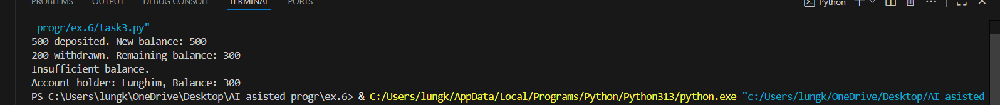 PROBLEMS OUTPUT DEBUG CONSOLE TERMINAL PORTS Python
progr/ex.6/task3.py"
500 deposited. New balance: 500
200 withdrawn. Remaining balance: 300
Insufficient balance.
Account holder: Lunghim, Balance: 300
PS C:\Users\lungk\OneDrive\Desktop\AI asisted progr\ex.6> & C:/Users/lungk/AppData/Local/Programs/Python/Python313/python.exe "c:/Users/lungk/OneDrive/Desktop/AI asisted